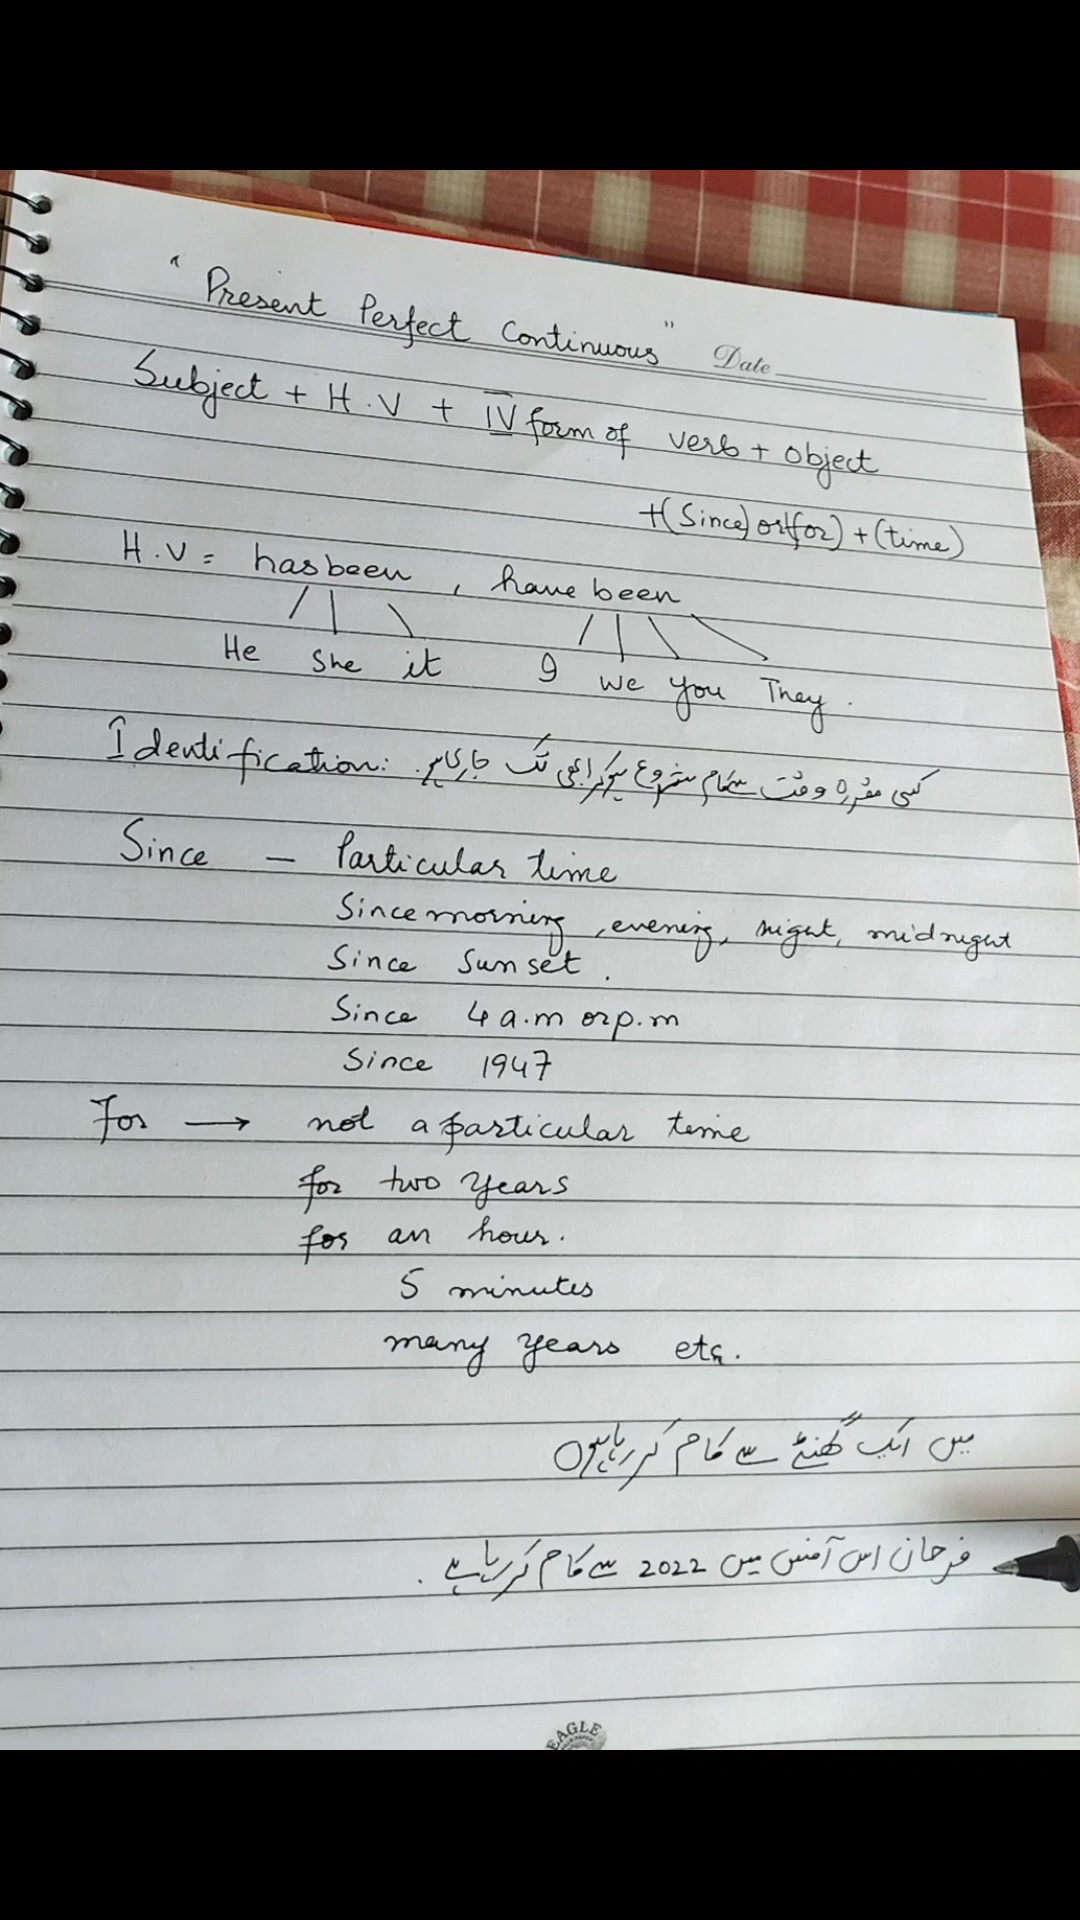 "Present Perfect Continuous"
Date
Subject + H.V + IV form of verb + object
+(Since) or (for) + (time)
H.V = has been , have been
He She it I we you They.
Identification: کسی مقررہ وقت سے کام شروع ہو کر ابھی تک جاری ہے.
Since – Particular time
Since morning, evening, night, midnight
Since Sunset.
Since 4 a.m or p.m
Since 1947
For → not a particular time
for two years
for an hour.
5 minutes
many years etc.
میں ایک گھنٹے سے کام کر رہا ہوں
فرحان اس آفس میں 2022 سے کام کر رہا ہے.
EAGLE